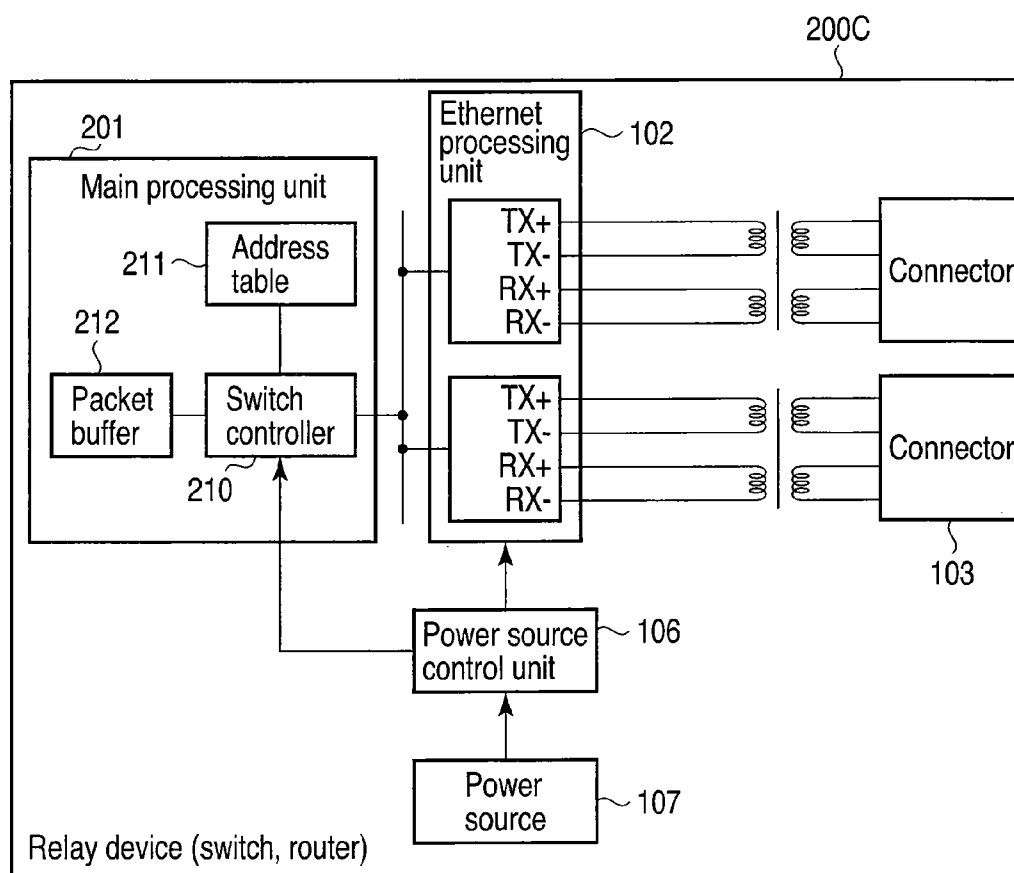 200C
201
Main processing unit
Address
table
211
212
Packet
buffer
Switch
controller
210
Ethernet
processing
unit
102
TX+
TX-
RX+
RX-
TX+
TX-
RX+
RX-
Connector
Connector
103
Power source
control unit
106
Power
source
107
Relay device (switch, router)